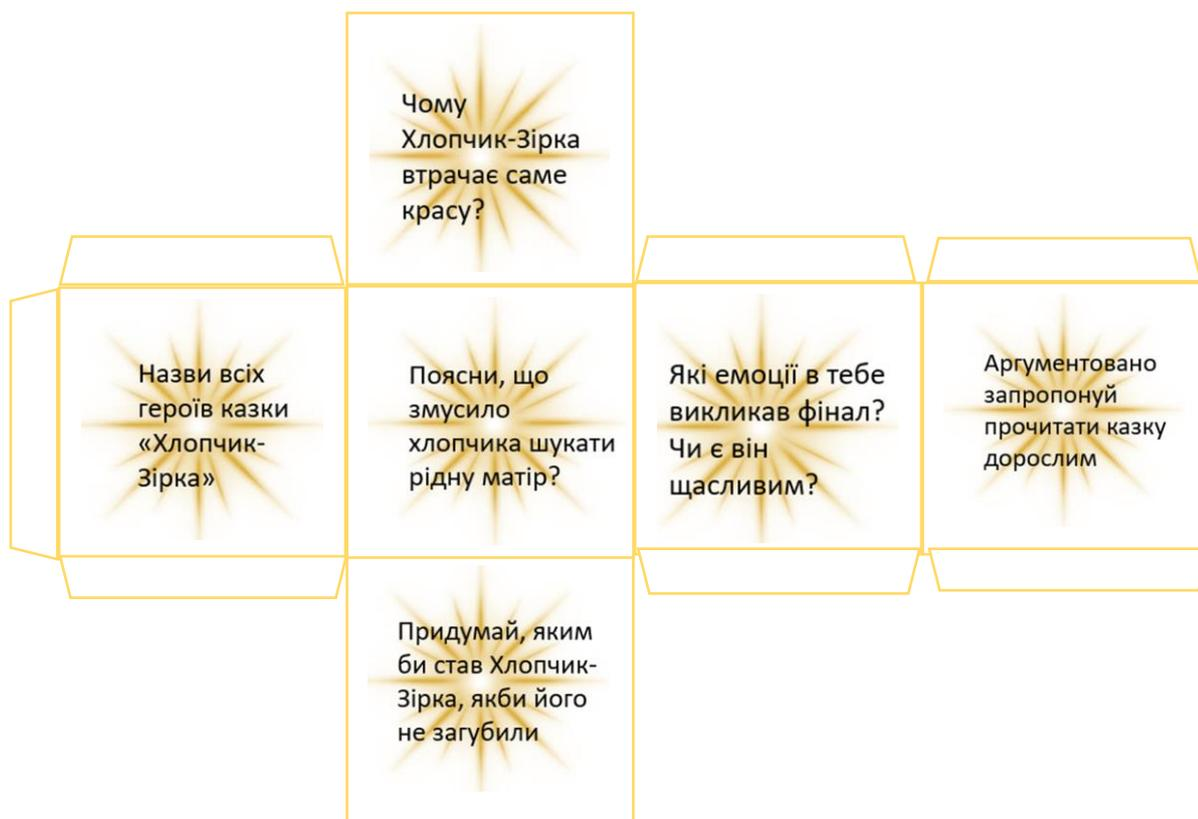 Чому
Хлопчик-Зірка
втрачає саме
красу?
Назви всіх
героїв казки
«Хлопчик-
Зірка»
Поясни, що
змусило
хлопчика шукати
рідну матір?
Які емоції в тебе
викликав фінал?
Чи є він
щасливим?
Аргументовано
запропонуй
прочитати казку
дорослим
Придумай, яким
би став Хлопчик-
Зірка, якби його
не загубили